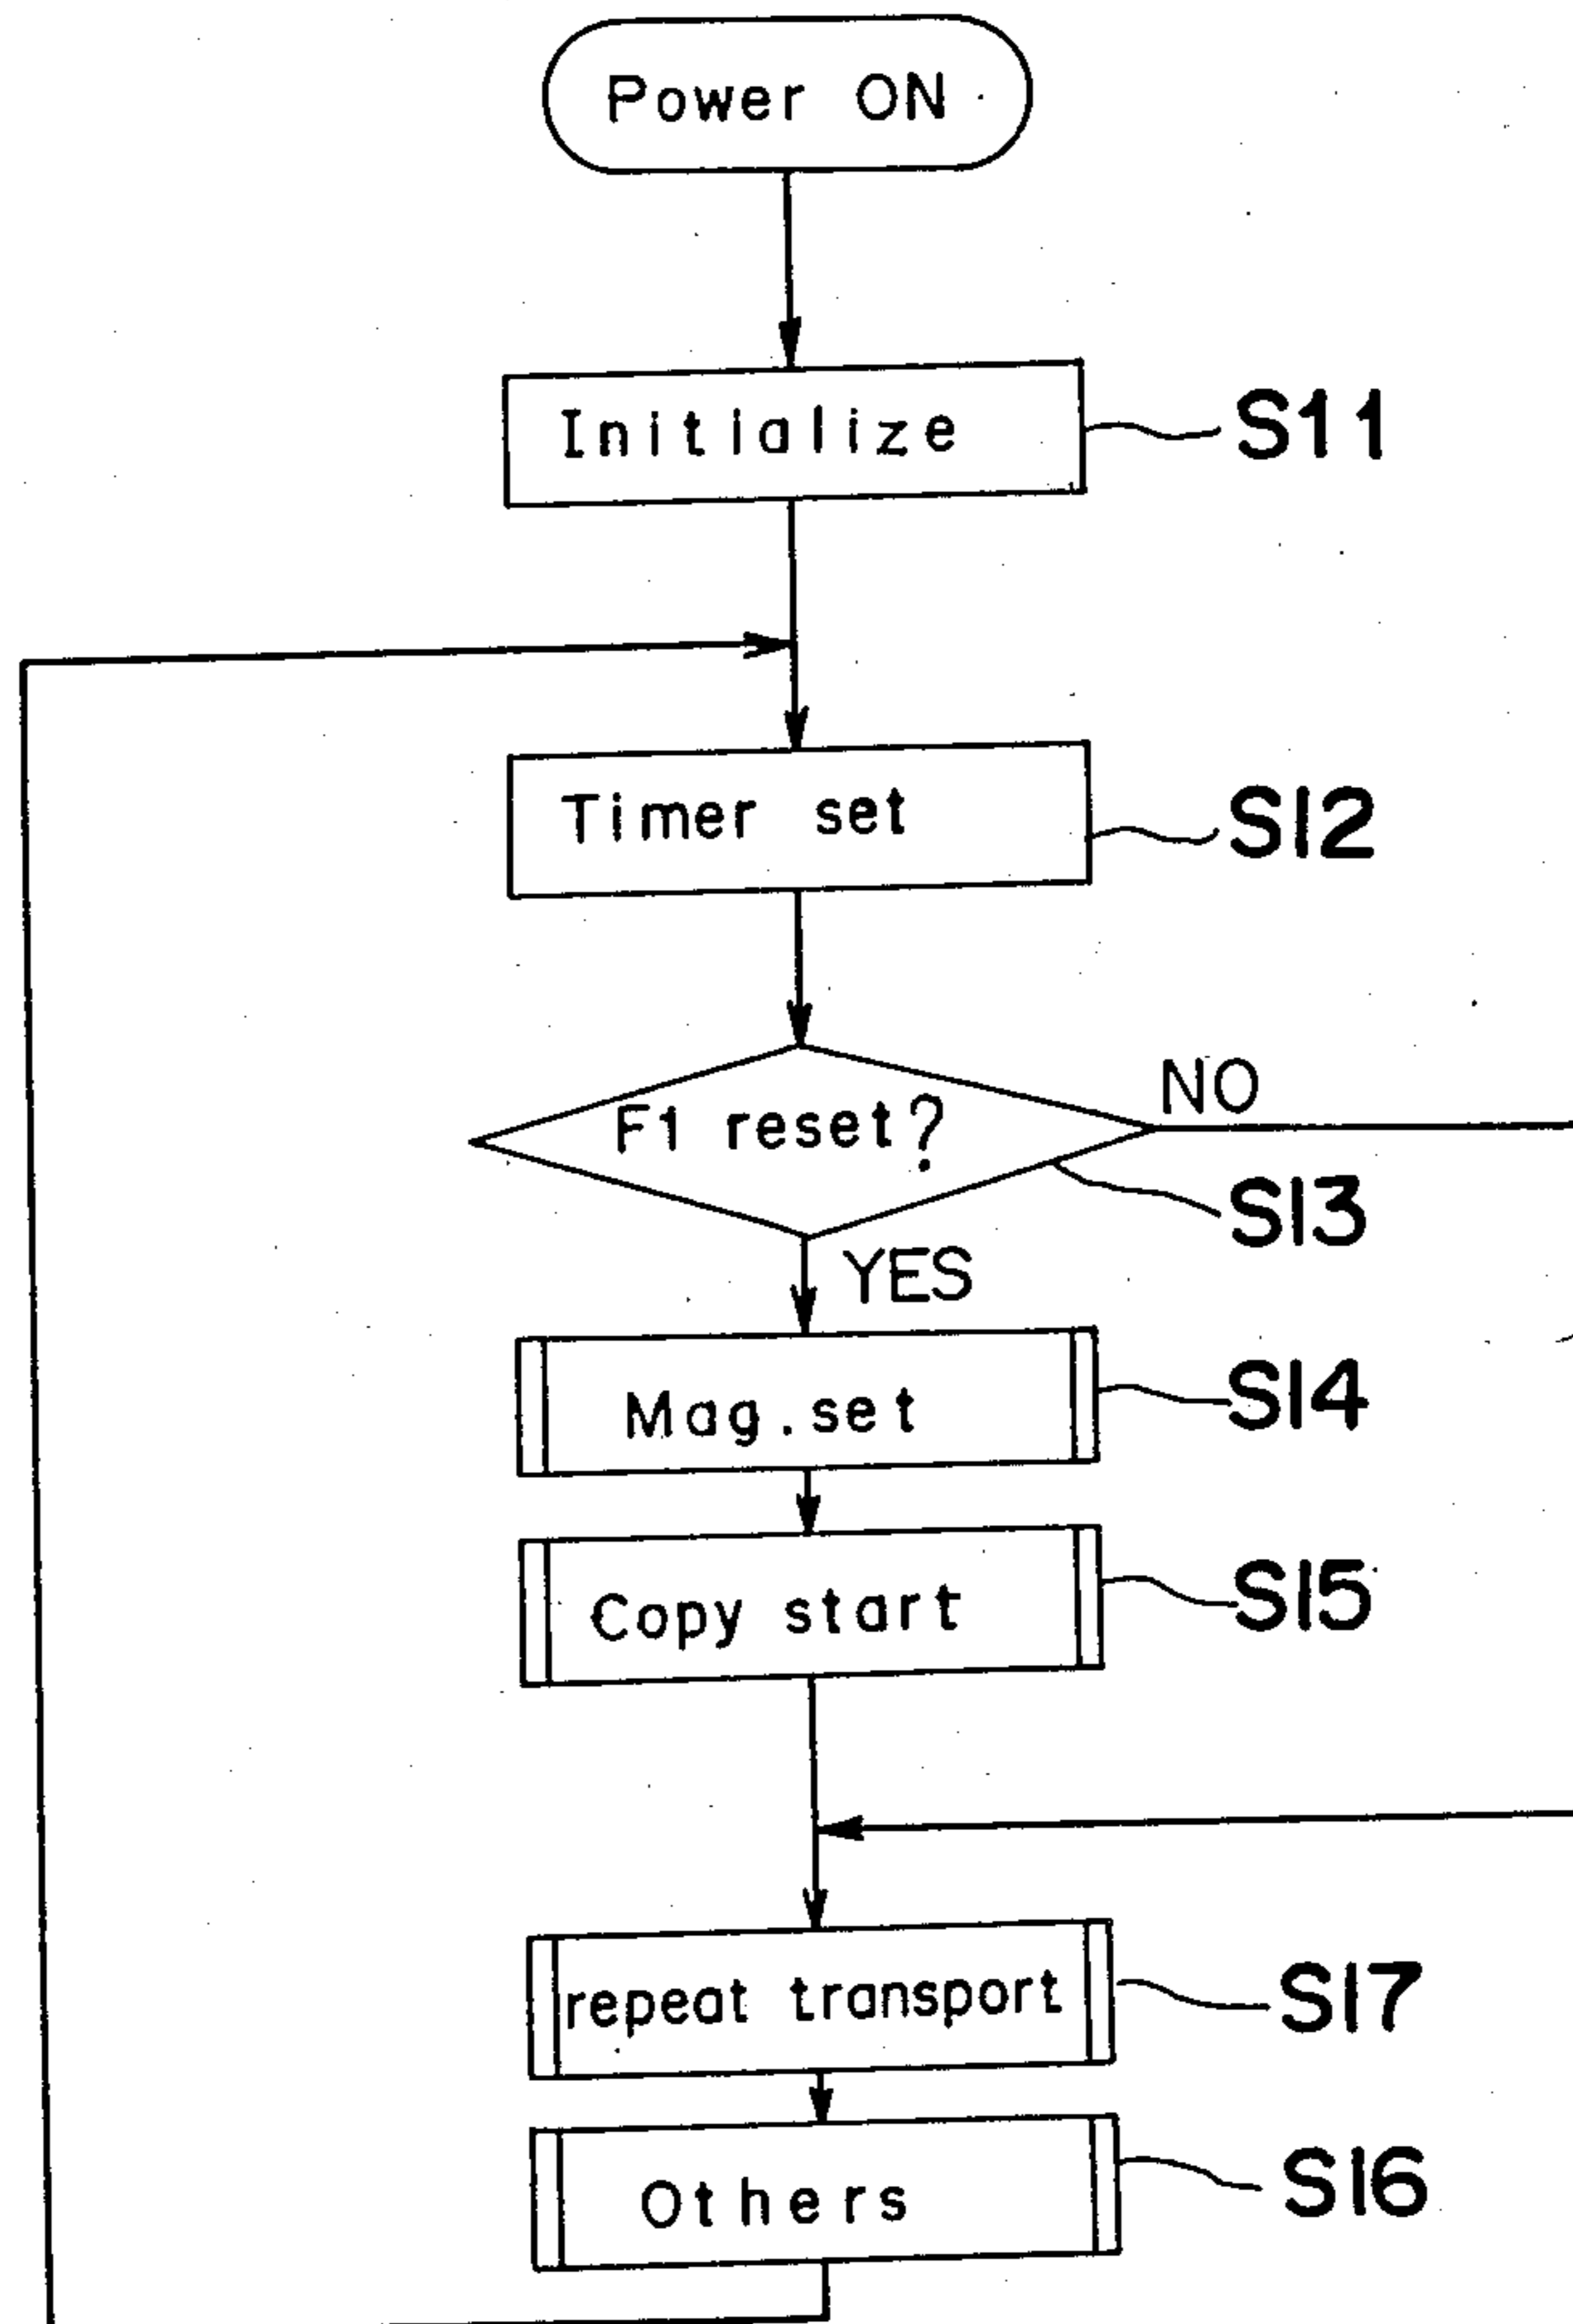 Power ON
Initialize S11
Timer set S12
NO
F1 reset?
S13
YES
Mag.set S14
Copy start S15
repeat transport S17
Others S16